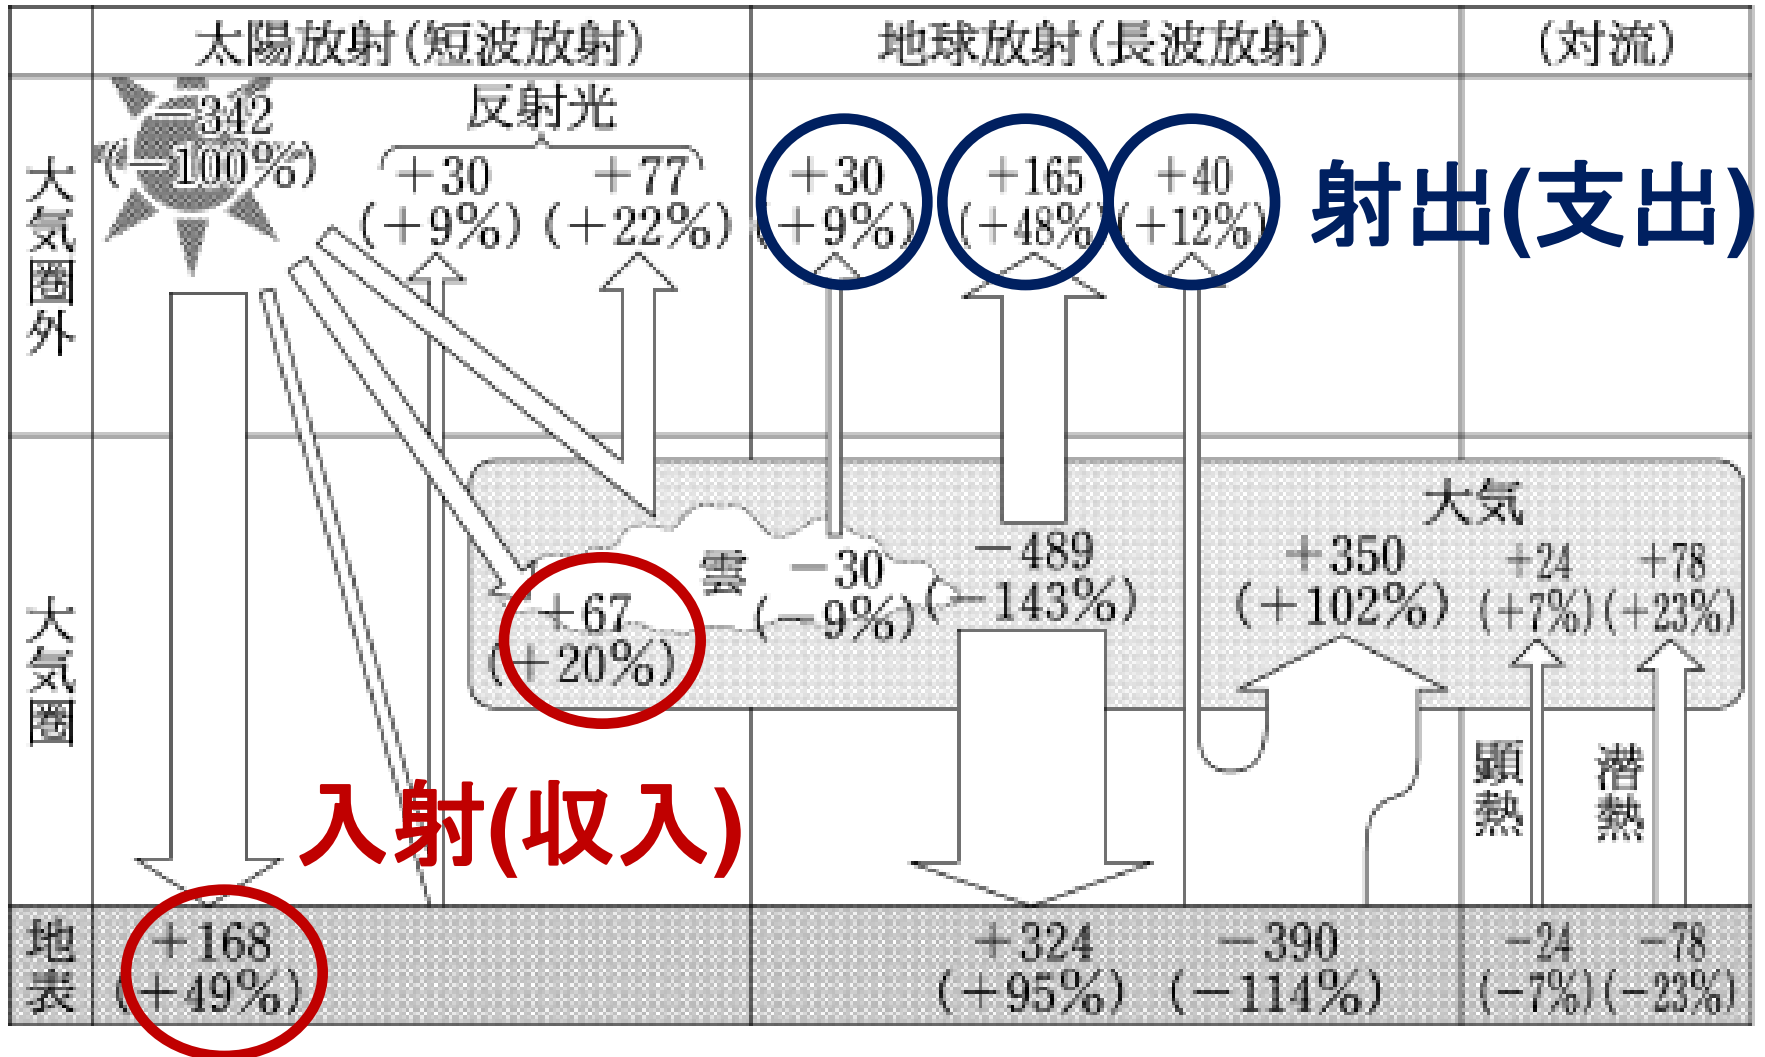 太陽放射(短波放射)
地球放射(長波放射)
(対流)
大気圏外
-342
(-100%)
反射光
+30
(+9%)
+77
(+22%)
+30
(+9%)
+165
(+48%)
+40
(+12%)
射出(支出)
大気圏
雲
+67
(+20%)
-30
(-9%)
-489
(-143%)
大気
+350
(+102%)
+24
(+7%)
+78
(+23%)
顕熱
潜熱
入射(収入)
地表
+168
(+49%)
+324
(+95%)
-390
(-114%)
-24
(-7%)
-78
(-23%)